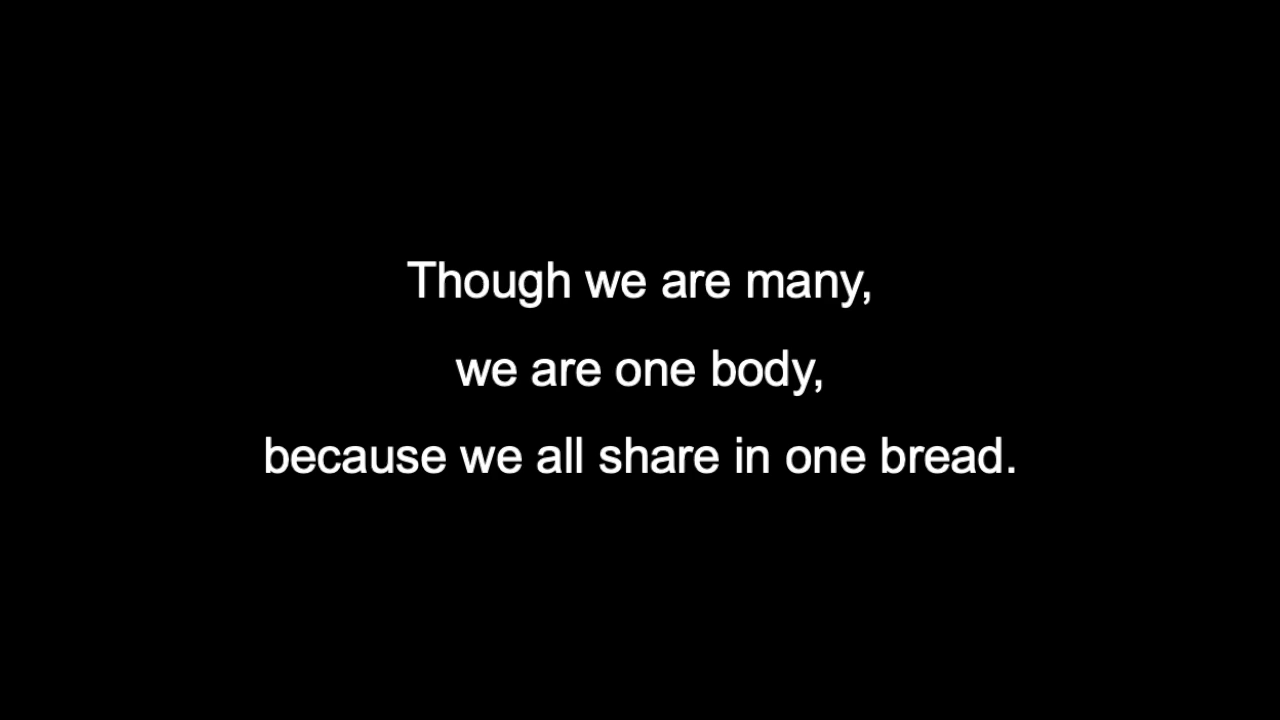 Though we are many,
we are one body,
because we all share in one bread.